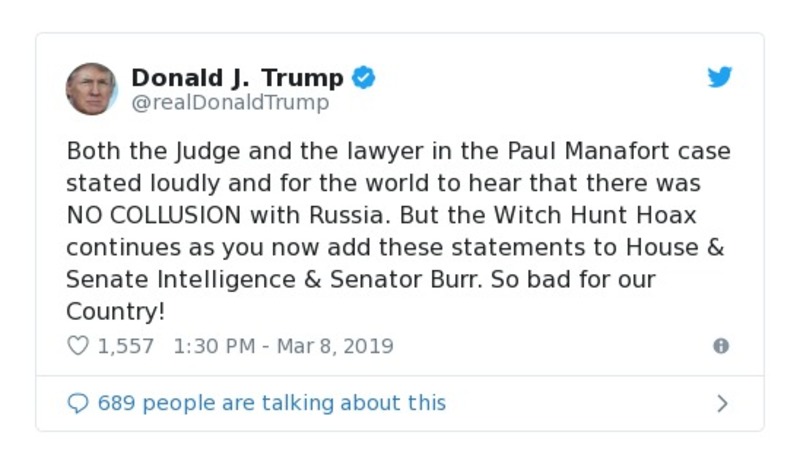 Donald J. Trump
@realDonaldTrump
Both the Judge and the lawyer in the Paul Manafort case
stated loudly and for the world to hear that there was
NO COLLUSION with Russia. But the Witch Hunt Hoax
continues as you now add these statements to House &
Senate Intelligence & Senator Burr. So bad for our
Country!
1,557 1:30 PM - Mar 8, 2019
689 people are talking about this